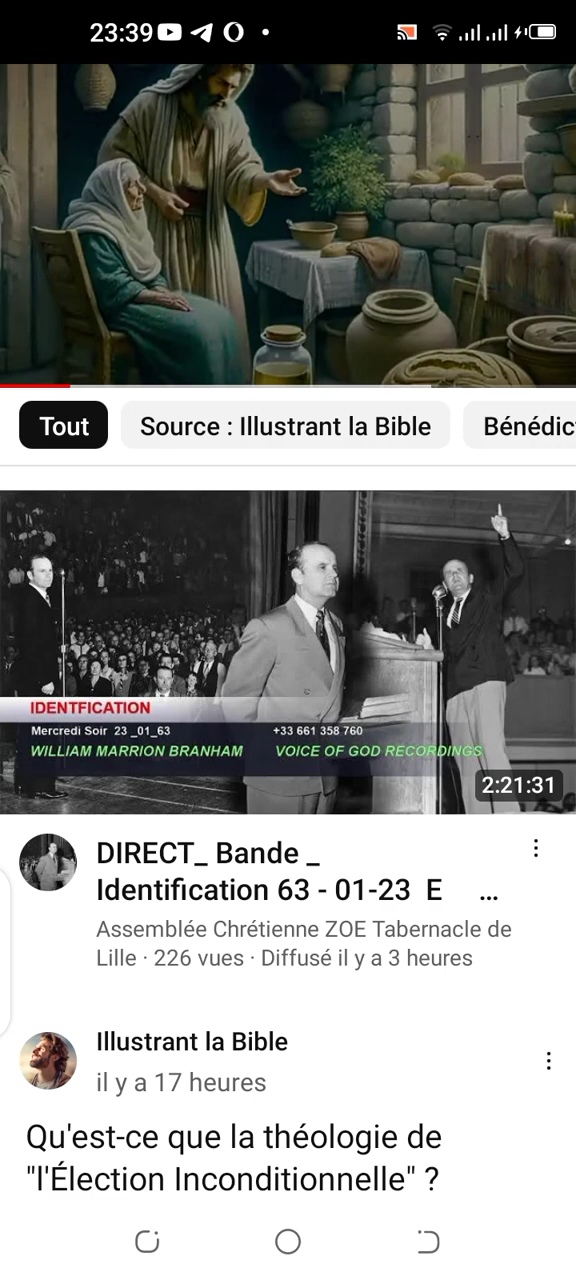 23:39
Tout
Source : Illustrant la Bible
Bénédic
IDENTFICATION
Mercredi Soir 23 _01_63
+33 661 358 760
WILLIAM MARRION BRANHAM
VOICE OF GOD RECORDINGS
2:21:31
DIRECT_ Bande _
Identification 63 - 01-23 E ...
Assemblée Chrétienne ZOE Tabernacle de
Lille · 226 vues · Diffusé il y a 3 heures
Illustrant la Bible
il y a 17 heures
Qu'est-ce que la théologie de
"l'Élection Inconditionnelle" ?